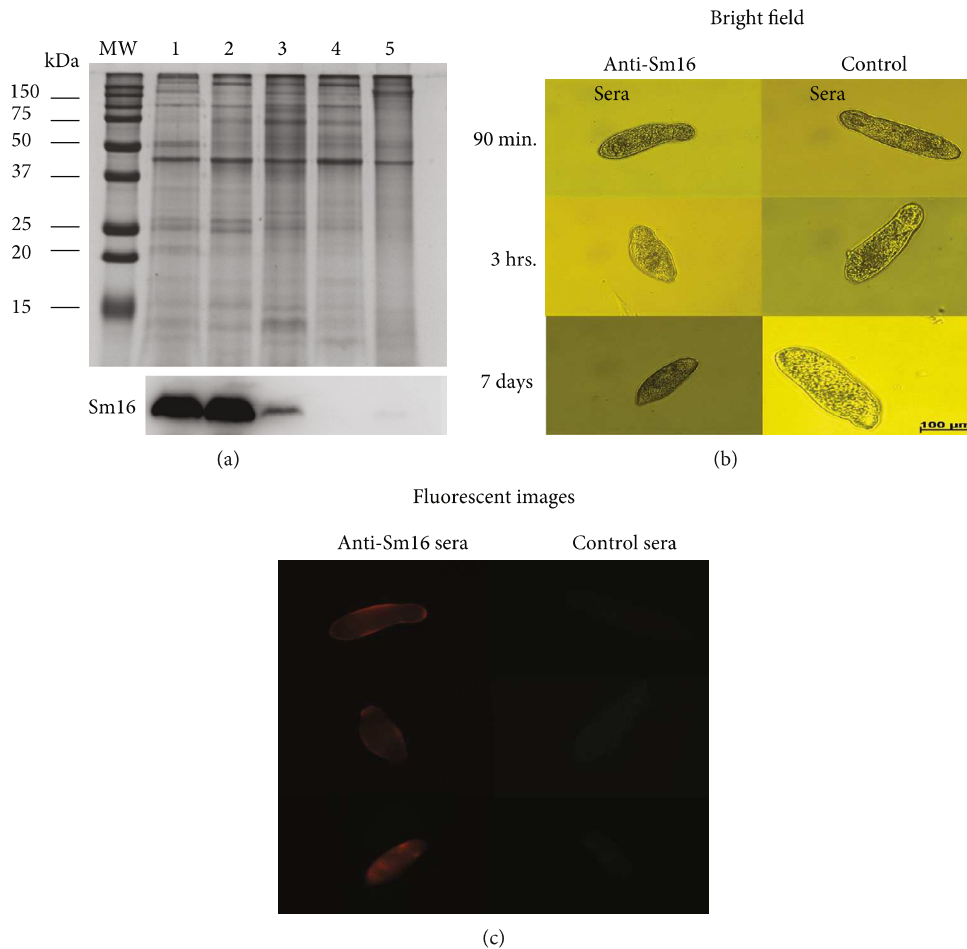 kDa
MW 1 2 3 4 5
150
75
50
37
25
20
15
Sm16
(a)
Bright field
Anti-Sm16 Control
Sera Sera
90 min.
3 hrs.
7 days
100 µm
(b)
Fluorescent images
Anti-Sm16 sera Control sera
(c)